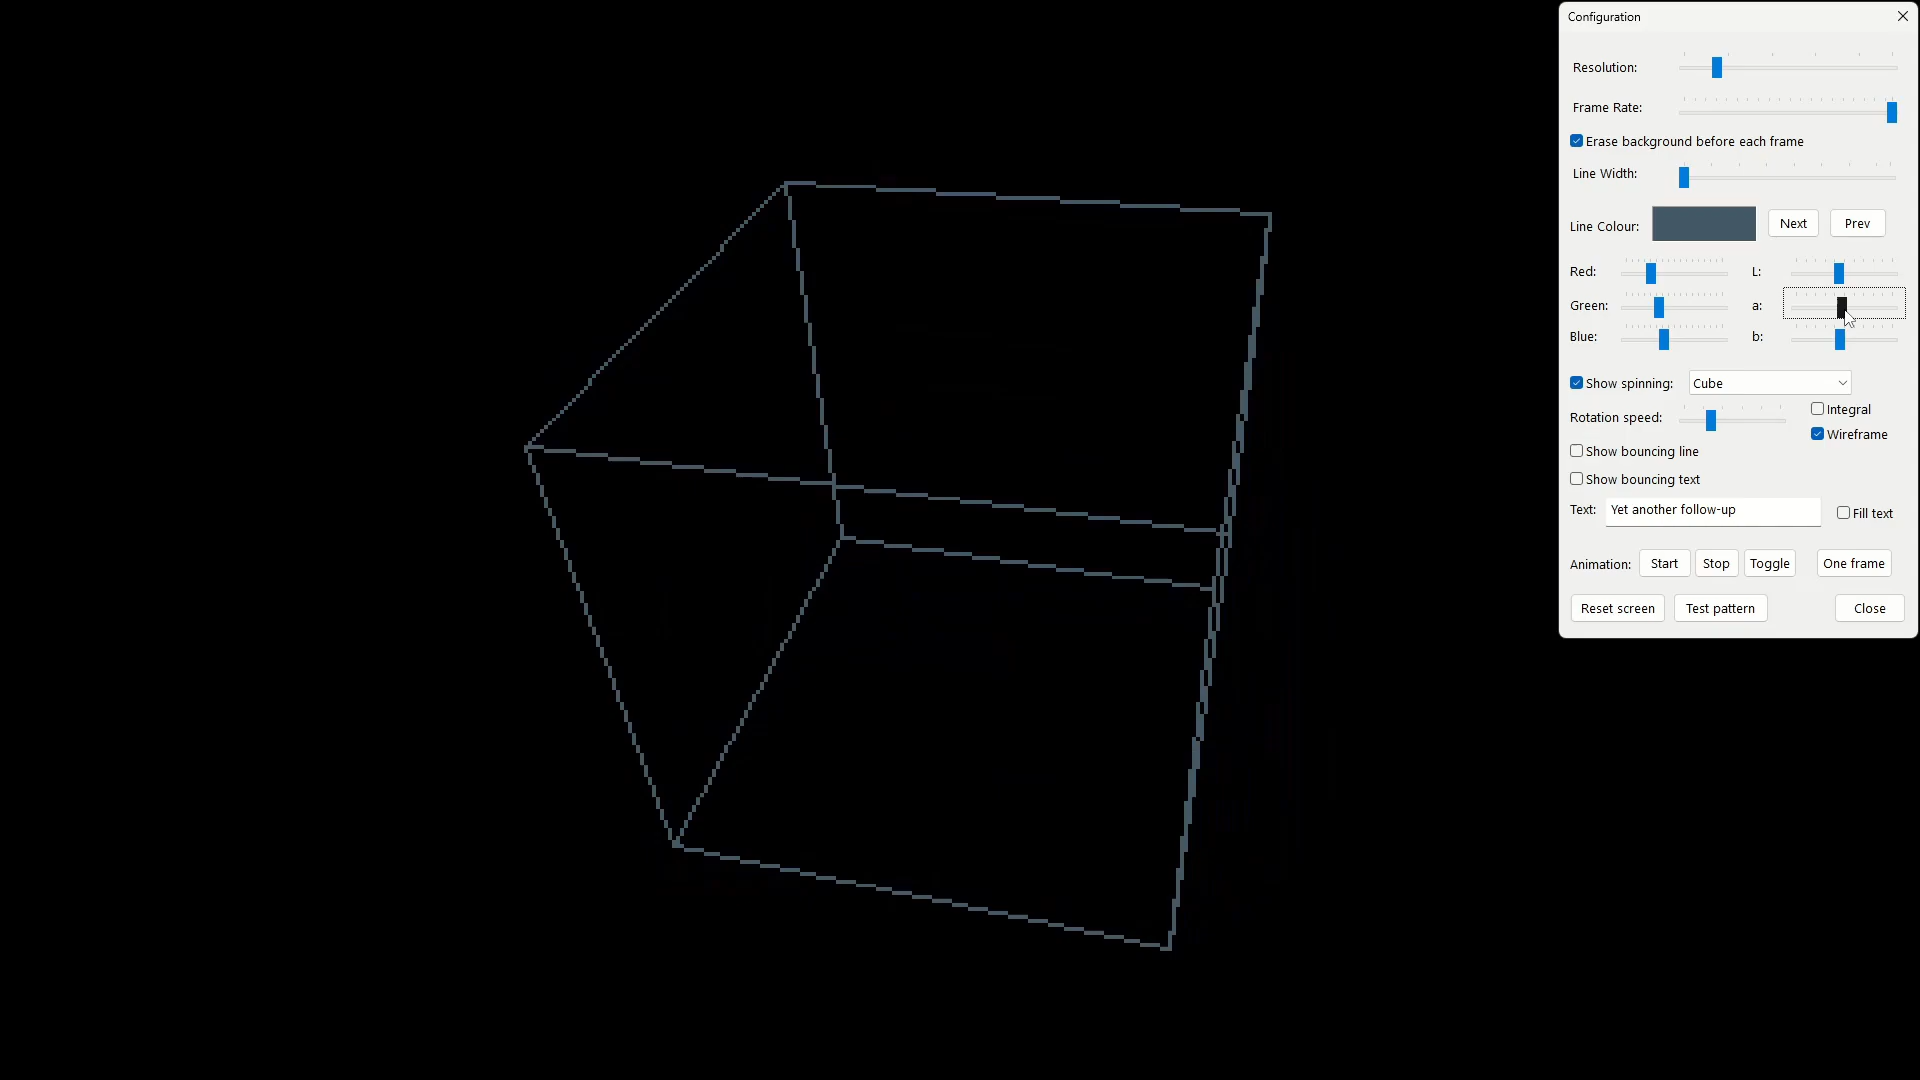 Configuration
Resolution:
Frame Rate:
Erase background before each frame
Line Width:
Line Colour: Next Prev
Red: L:
Green: a:
Blue: b:
Show spinning: Cube
Rotation speed: Integral
Wireframe
Show bouncing line
Show bouncing text
Text: Yet another follow-up Fill text
Animation: Start Stop Toggle One frame
Reset screen Test pattern Close